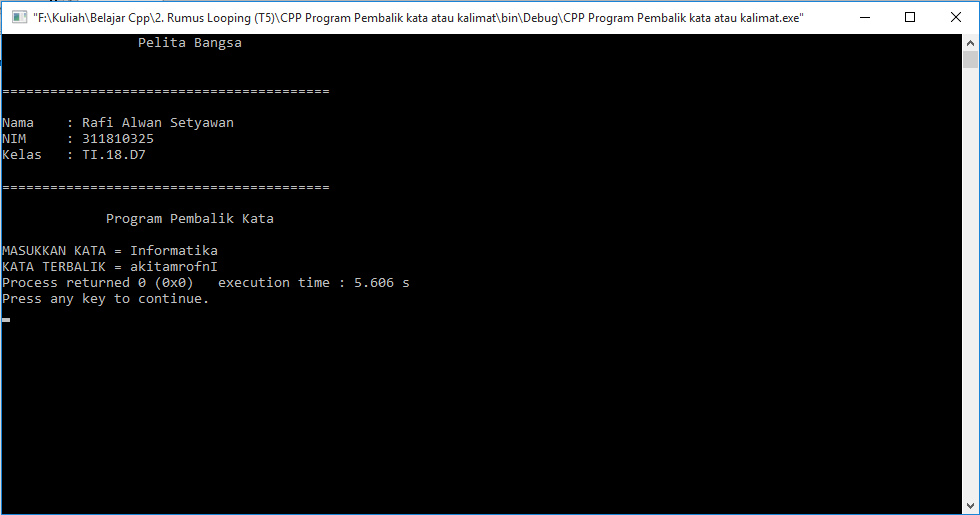 "F:\Kuliah\Belajar Cpp\2. Rumus Looping (T5)\CPP Program Pembalik kata atau kalimat\bin\Debug\CPP Program Pembalik kata atau kalimat.exe"
Pelita Bangsa
=========================================
Nama    : Rafi Alwan Setyawan
NIM     : 311810325
Kelas   : TI.18.D7
=========================================
Program Pembalik Kata
MASUKKAN KATA = Informatika
KATA TERBALIK = akitamrofnI
Process returned 0 (0x0)   execution time : 5.606 s
Press any key to continue.